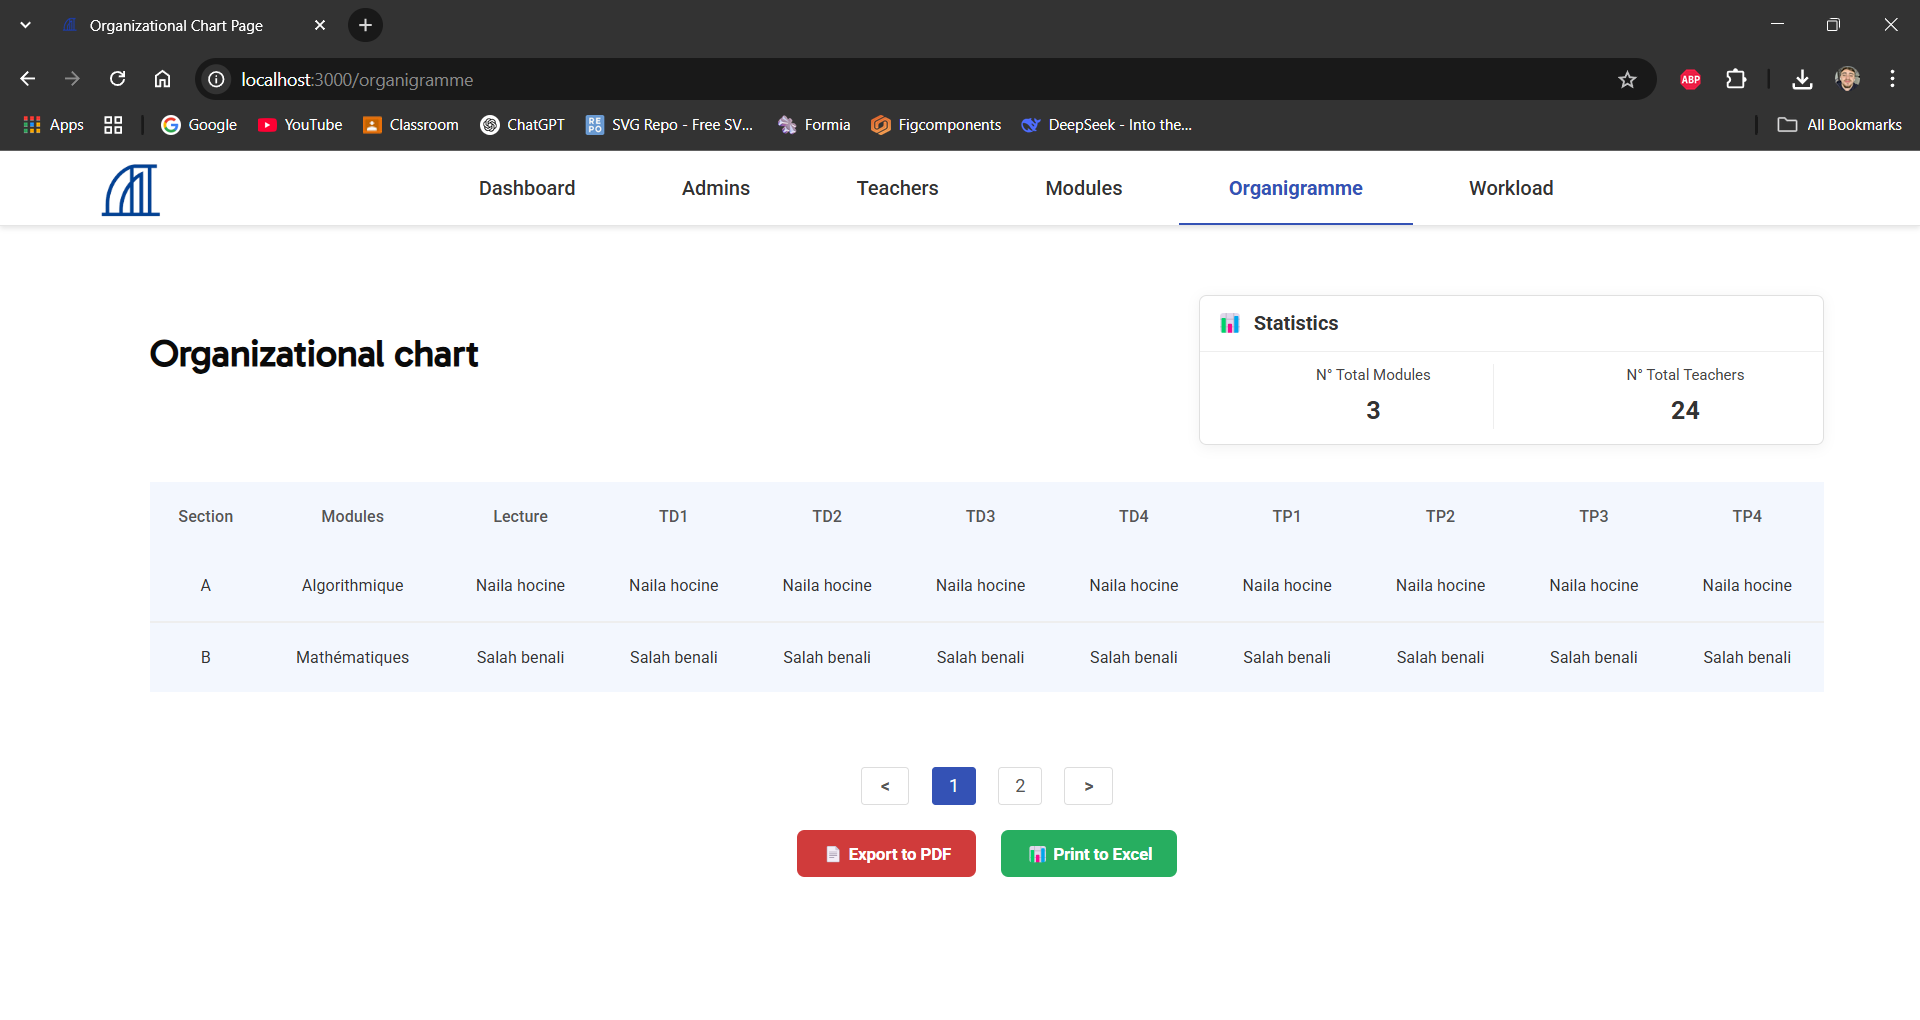 Organizational Chart Page
localhost:3000/organigramme
ABP
Apps Google YouTube Classroom ChatGPT REPO SVG Repo - Free SV... Formia Figcomponents DeepSeek - Into the... All Bookmarks
Dashboard Admins Teachers Modules Organigramme Workload
Organizational chart
Statistics
N° Total Modules N° Total Teachers
3 24
Section Modules Lecture TD1 TD2 TD3 TD4 TP1 TP2 TP3 TP4
A Algorithmique Naila hocine Naila hocine Naila hocine Naila hocine Naila hocine Naila hocine Naila hocine Naila hocine Naila hocine
B Mathématiques Salah benali Salah benali Salah benali Salah benali Salah benali Salah benali Salah benali Salah benali Salah benali
< 1 2 >
Export to PDF Print to Excel